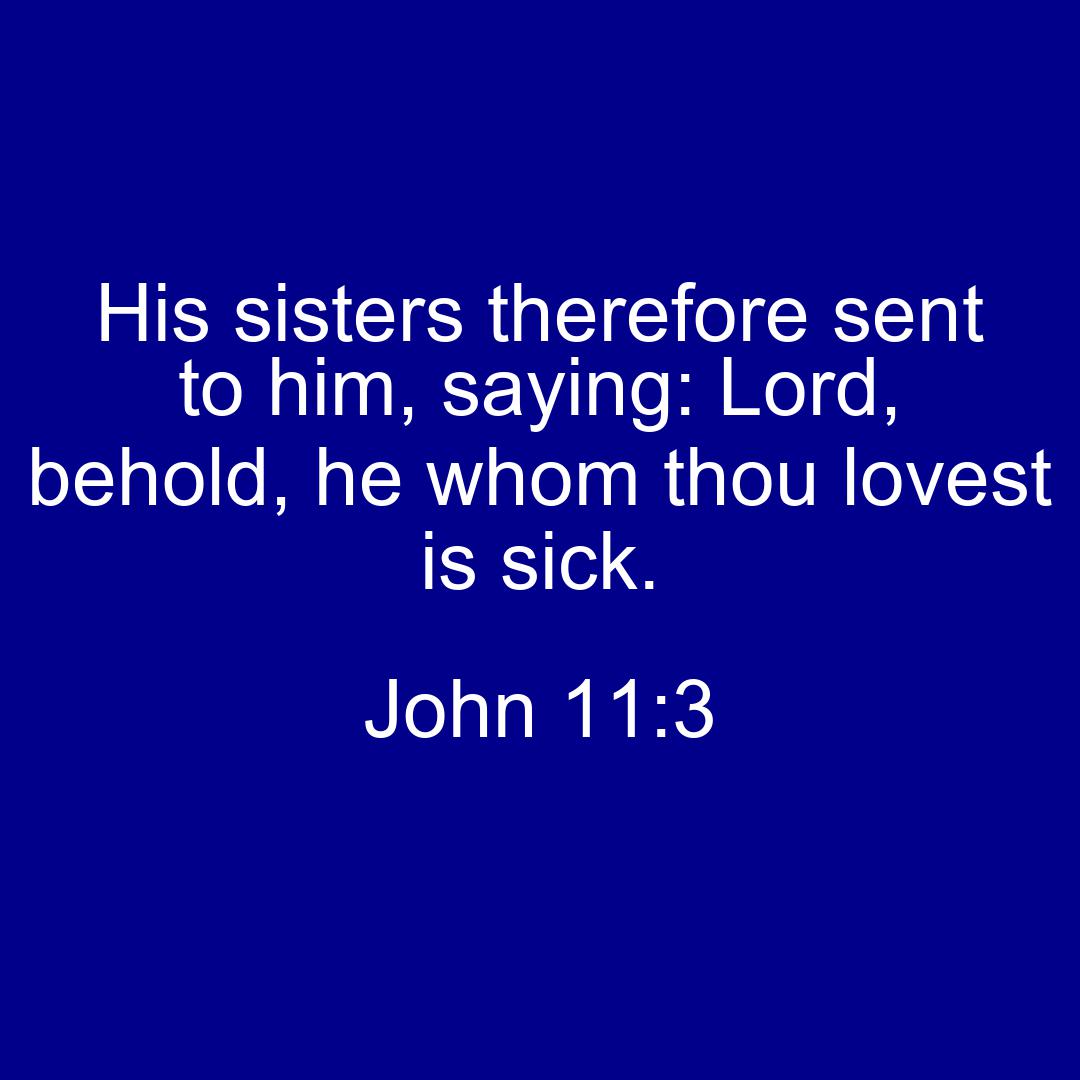 His sisters therefore sent
to him, saying: Lord,
behold, he whom thou lovest
is sick.
John 11:3